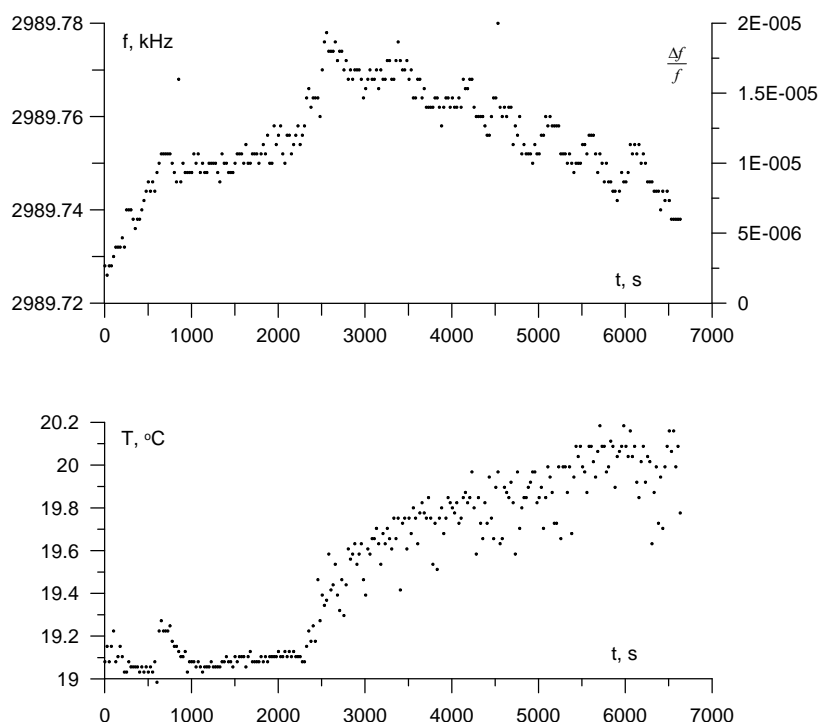 2989.78 f, kHz Δf/f 2E-005
2989.76 1.5E-005
1E-005
2989.74 5E-006
t, s
2989.72 0
0 1000 2000 3000 4000 5000 6000 7000
20.2 T, ºC
20
19.8
19.6
19.4
19.2
t, s
19
0 1000 2000 3000 4000 5000 6000 7000